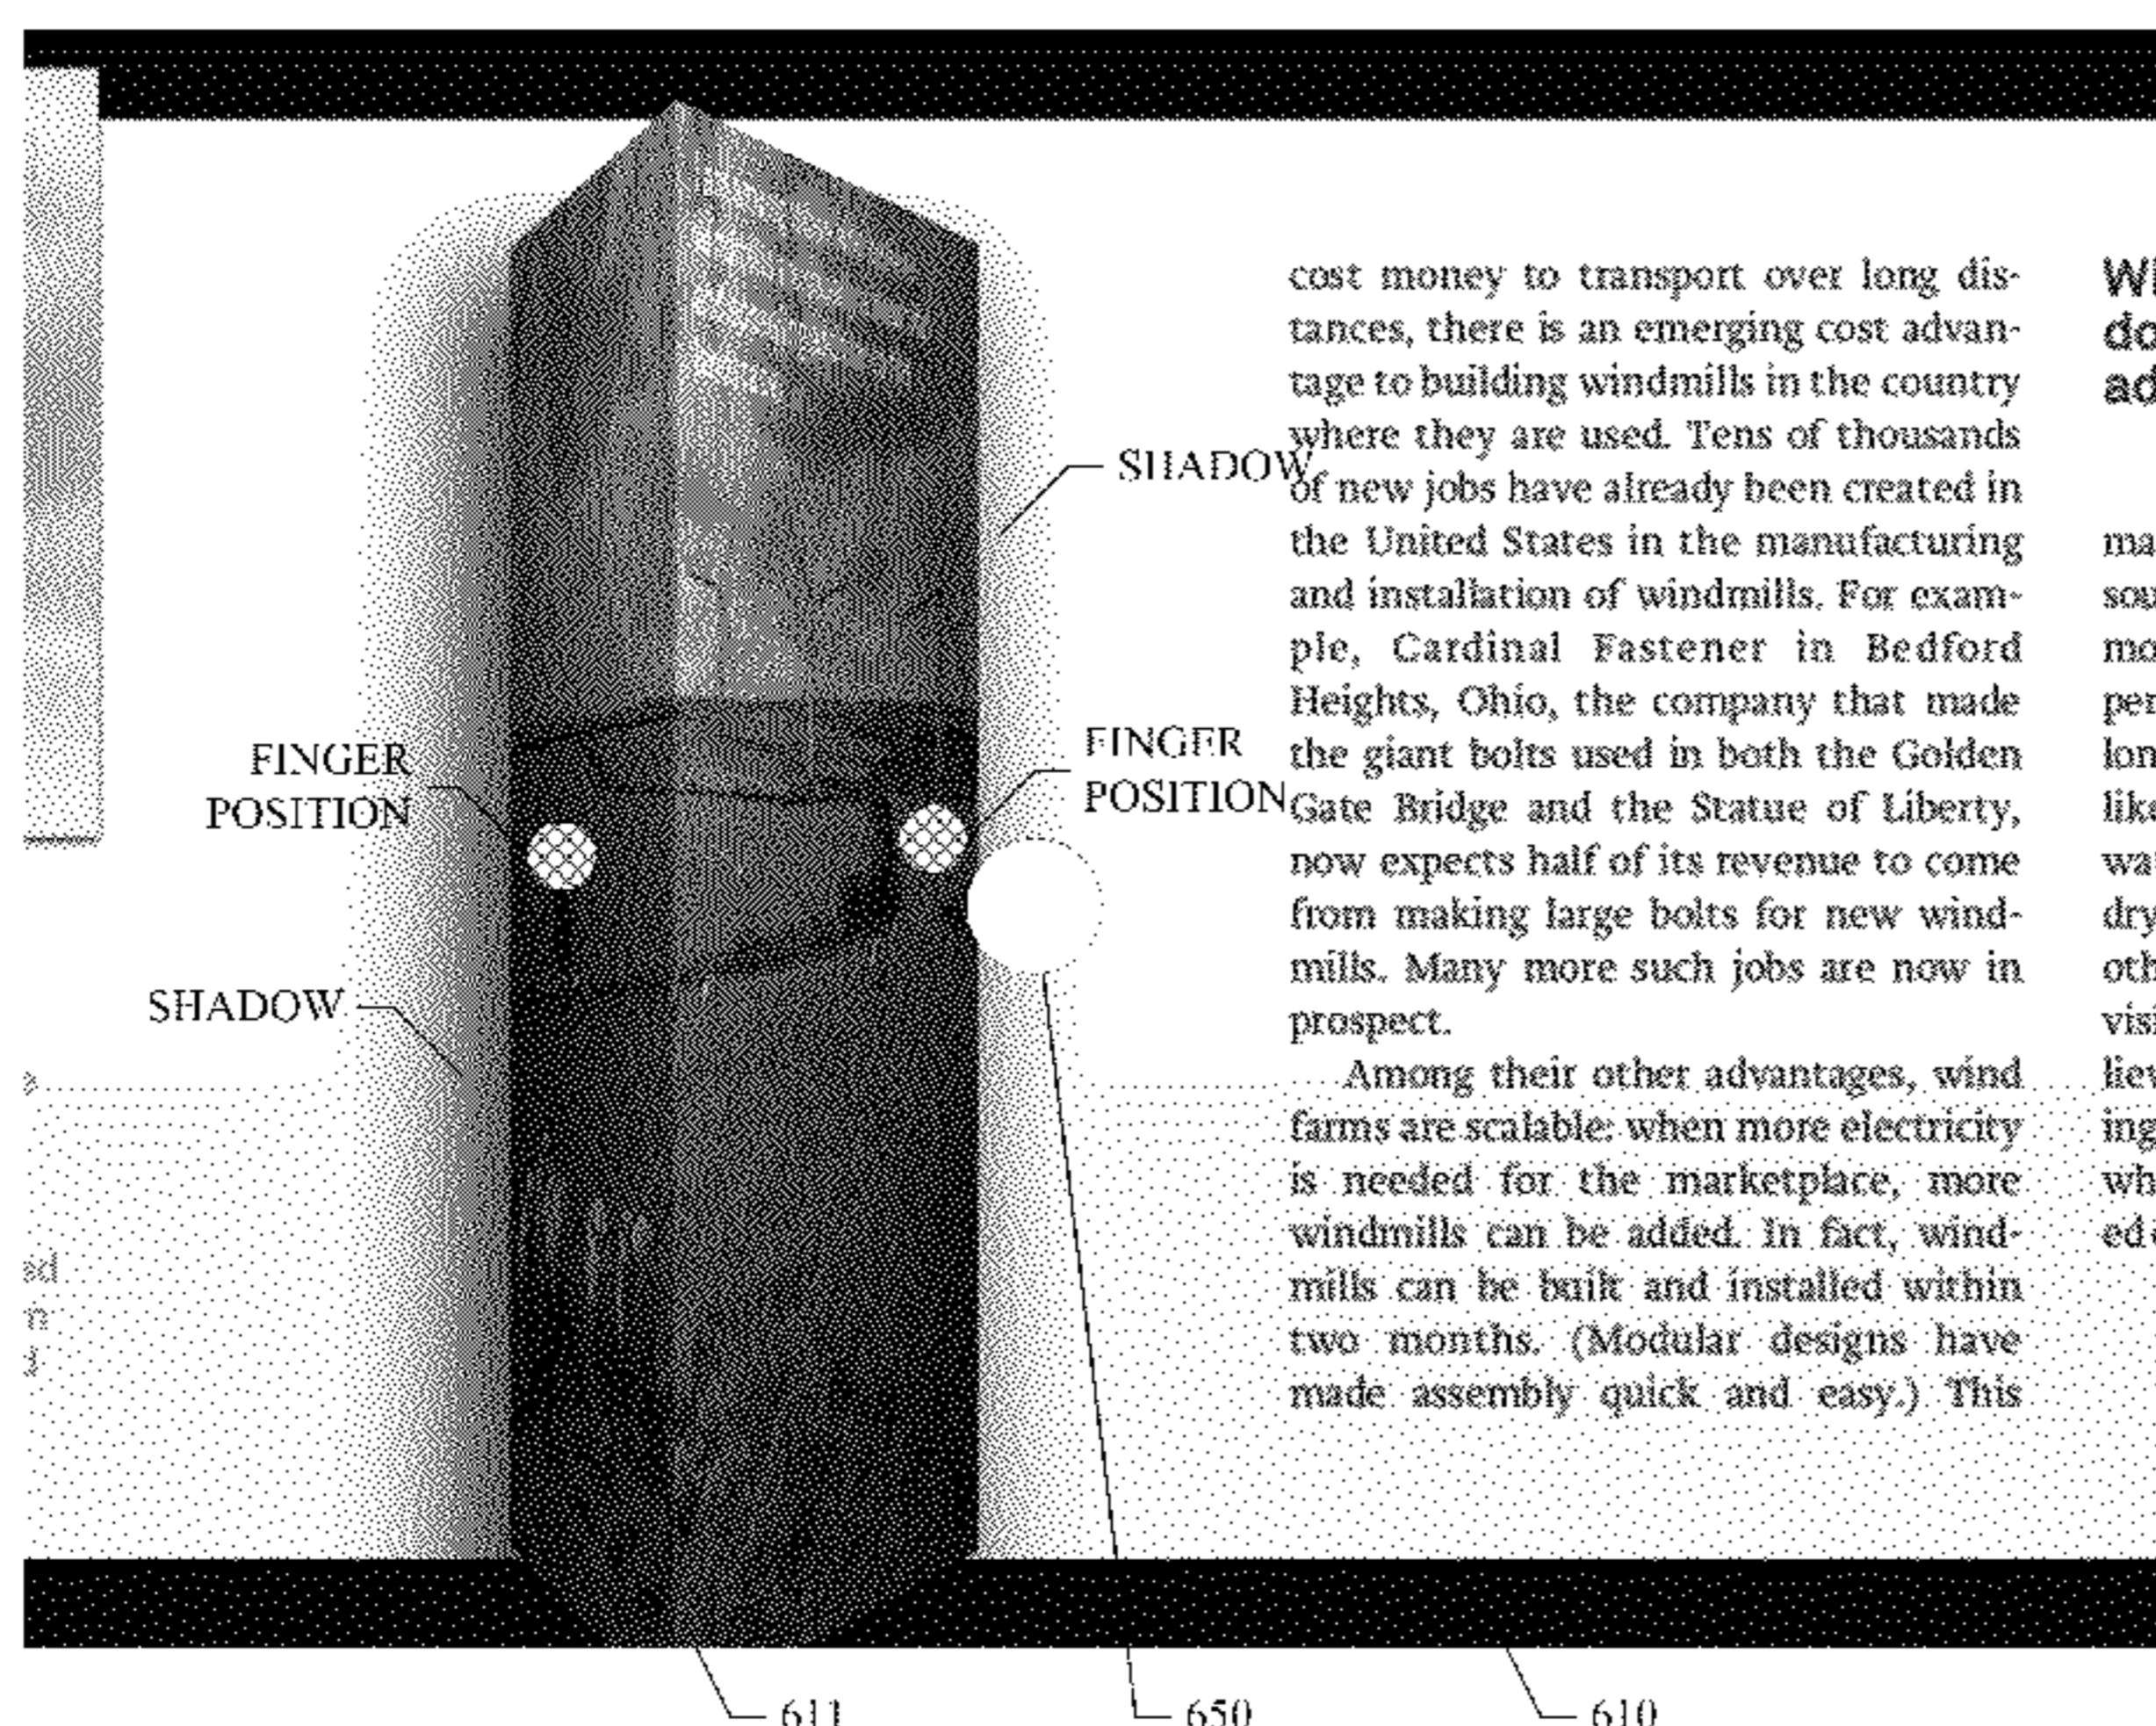 cost money to transport over long dis-
tances, there is an emerging cost advan-
tage to building windmills in the country
where they are used. Tens of thousands
of new jobs have already been created in
the United States in the manufacturing
and installation of windmills. For exam-
ple, Cardinal Fastener in Bedford
Heights, Ohio, the company that made
the giant bolts used in both the Golden
Gate Bridge and the Statue of Liberty,
now expects half of its revenue to come
from making large bolts for new wind-
mills. Many more such jobs are now in
prospect.
Among their other advantages, wind
farms are scalable: when more electricity
is needed for the marketplace, more
windmills can be added. In fact, wind-
mills can be built and installed within
two months. (Modular designs have
made assembly quick and easy.) This
SHADOW
FINGER
POSITION
FINGER
POSITION
SHADOW
611
650
610